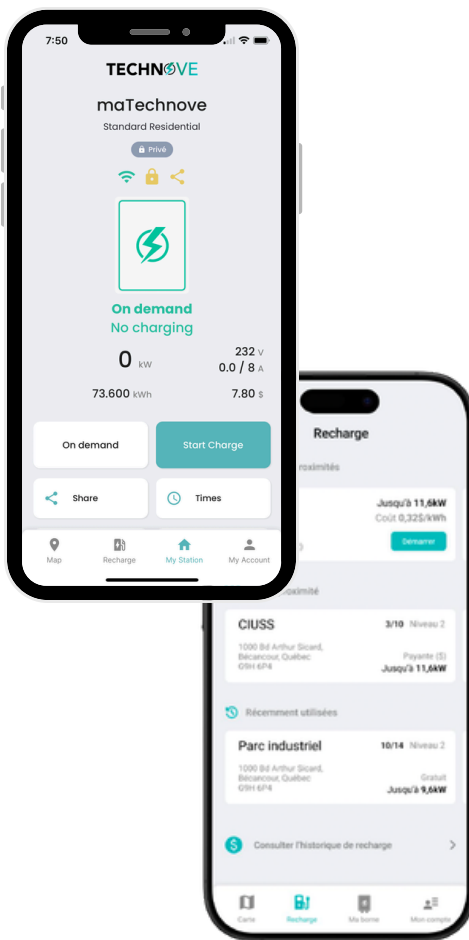 7:50
TECHNOVE
maTechnove
Standard Residential
Privé
On demand
No charging
0 kW
232 V
0.0 / 8 A
73.600 kWh
7.80 $
On demand
Start Charge
Share
Times
Map
Recharge
My Station
My Account
Recharge
roximités
Jusqu'à 11,6kW
Coût 0,32$/kWh
Démarrer
oximité
CIUSS
3/10 Niveau 2
1000 Bd Arthur Sicard,
Bécancour, Québec
G9H 6P4
Payante ($)
Jusqu'à 11,6kW
Récemment utilisées
Parc industriel
10/14 Niveau 2
1000 Bd Arthur Sicard,
Bécancour, Québec
G9H 6P4
Gratuit
Jusqu'à 9,6kW
Consulter l'historique de recharge
Carte
Recharge
Ma borne
Mon compte